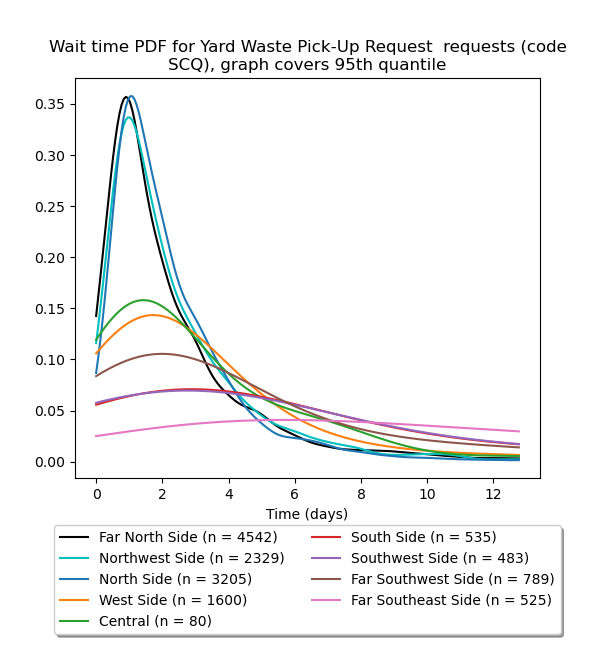 Wait time PDF for Yard Waste Pick-Up Request  requests (code
SCQ), graph covers 95th quantile
0.35
0.30
0.25
0.20
0.15
0.10
0.05
0.00
0 2 4 6 8 10 12
Time (days)
Far North Side (n = 4542)
Northwest Side (n = 2329)
North Side (n = 3205)
West Side (n = 1600)
Central (n = 80)
South Side (n = 535)
Southwest Side (n = 483)
Far Southwest Side (n = 789)
Far Southeast Side (n = 525)